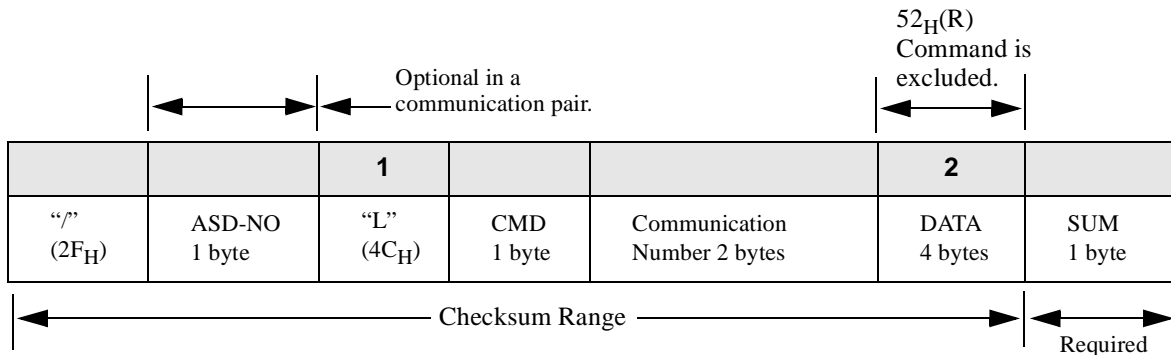 52H(R)
Command is
excluded.
Optional in a
communication pair.
1
2
“/”
(2FH)
ASD-NO
1 byte
“L”
(4CH)
CMD
1 byte
Communication
Number 2 bytes
DATA
4 bytes
SUM
1 byte
Checksum Range
Required